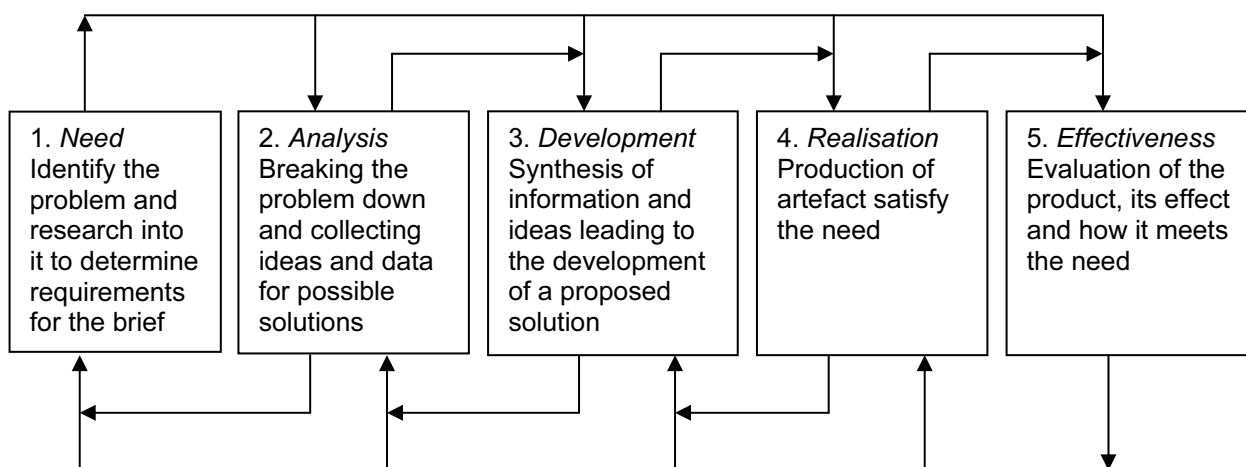 1. Need
Identify the
problem and
research into
it to determine
requirements
for the brief
2. Analysis
Breaking the
problem down
and collecting
ideas and data
for possible
solutions
3. Development
Synthesis of
information and
ideas leading to
the development
of a proposed
solution
4. Realisation
Production of
artefact satisfy
the need
5. Effectiveness
Evaluation of the
product, its effect
and how it meets
the need